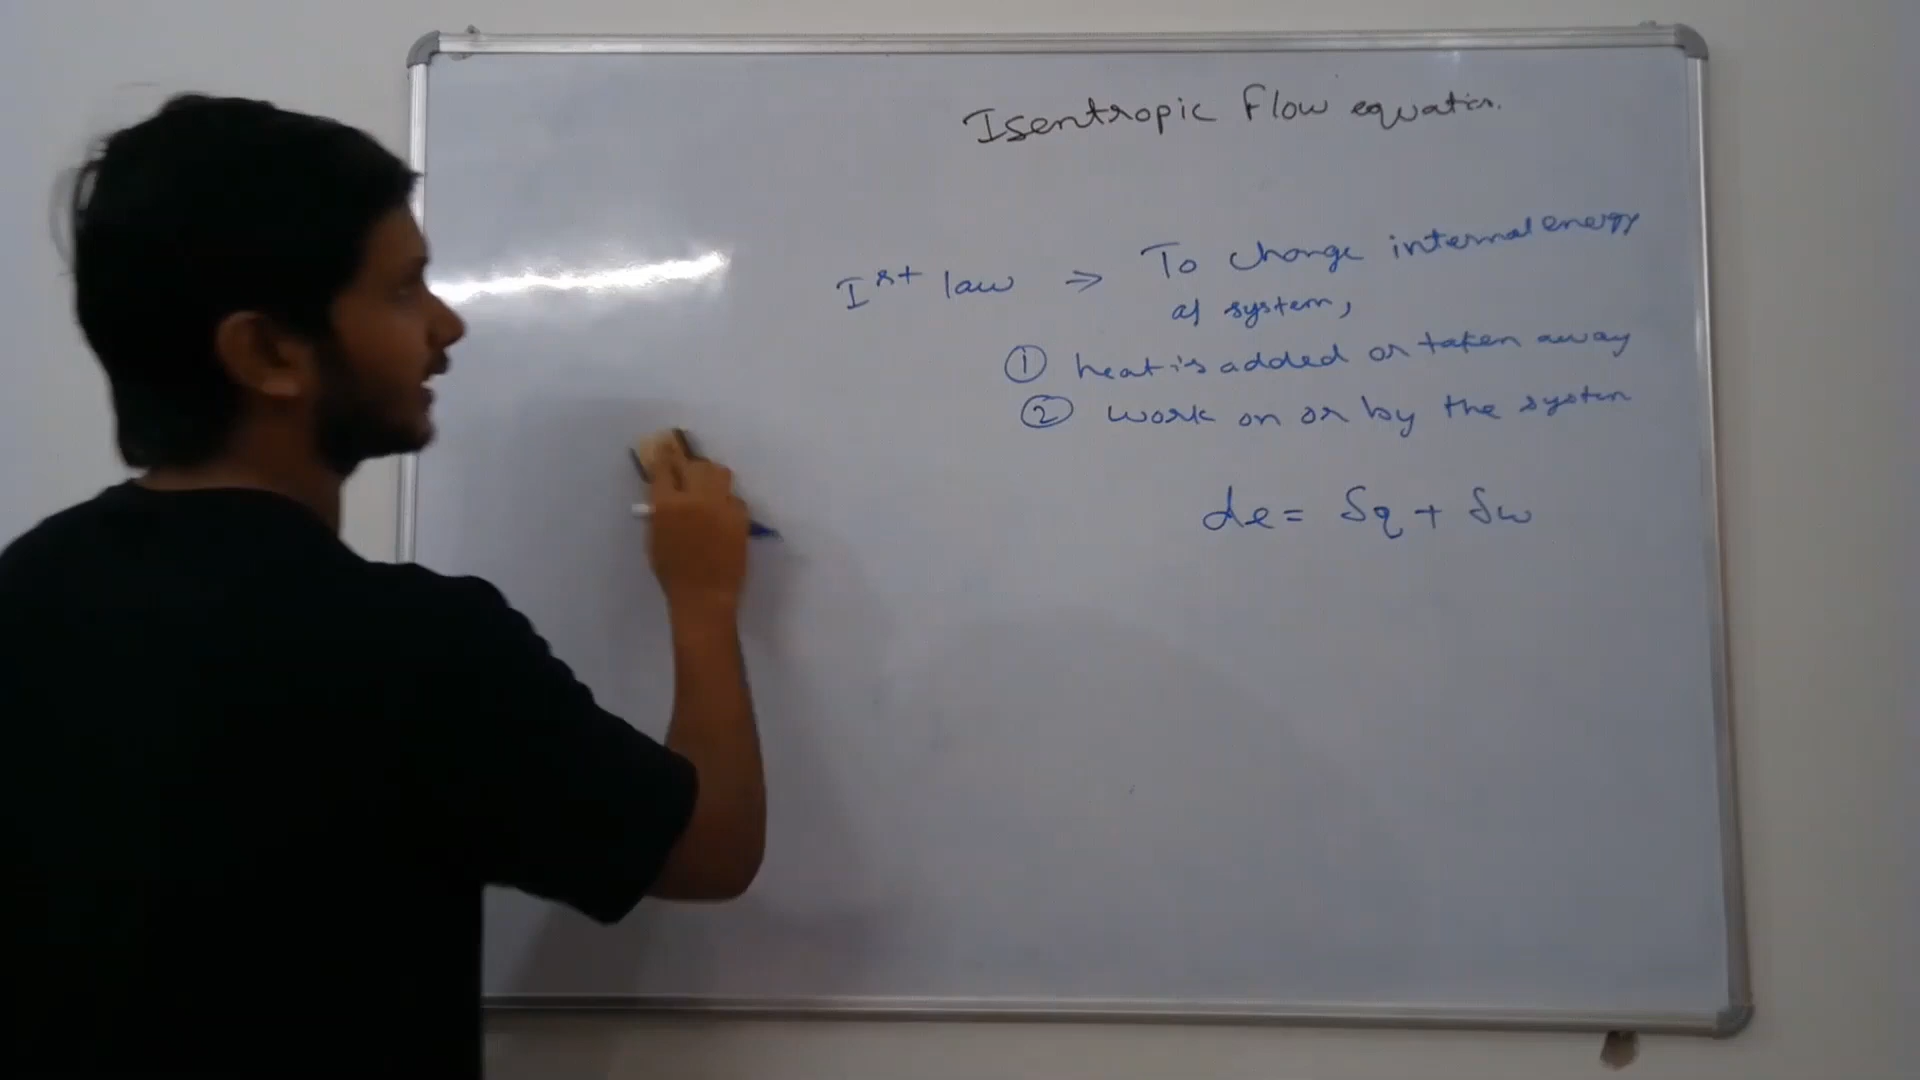 Isentropic Flow equation.
Ist law ⇒ To change internal energy
of system,
① heat is added or taken away
② work on or by the system
de = δq + δw